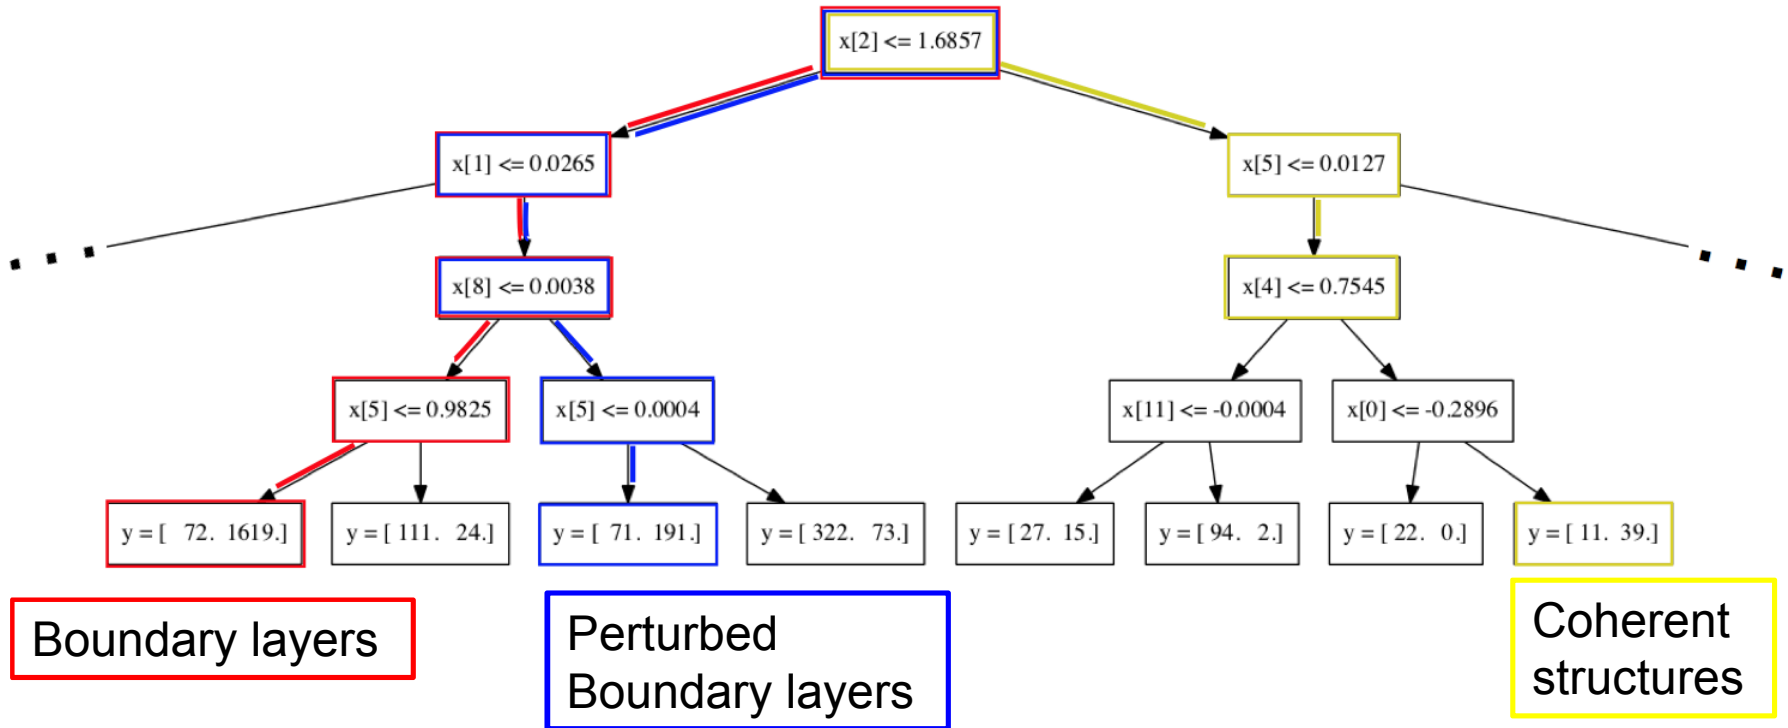 x[2] <= 1.6857
x[1] <= 0.0265
x[5] <= 0.0127
x[8] <= 0.0038
x[4] <= 0.7545
x[5] <= 0.9825
x[5] <= 0.0004
x[11] <= -0.0004
x[0] <= -0.2896
y = [ 72. 1619.]
y = [ 111. 24.]
y = [ 71. 191.]
y = [ 322. 73.]
y = [ 27. 15.]
y = [ 94. 2.]
y = [ 22. 0.]
y = [ 11. 39.]
Boundary layers
Perturbed
Boundary layers
Coherent
structures